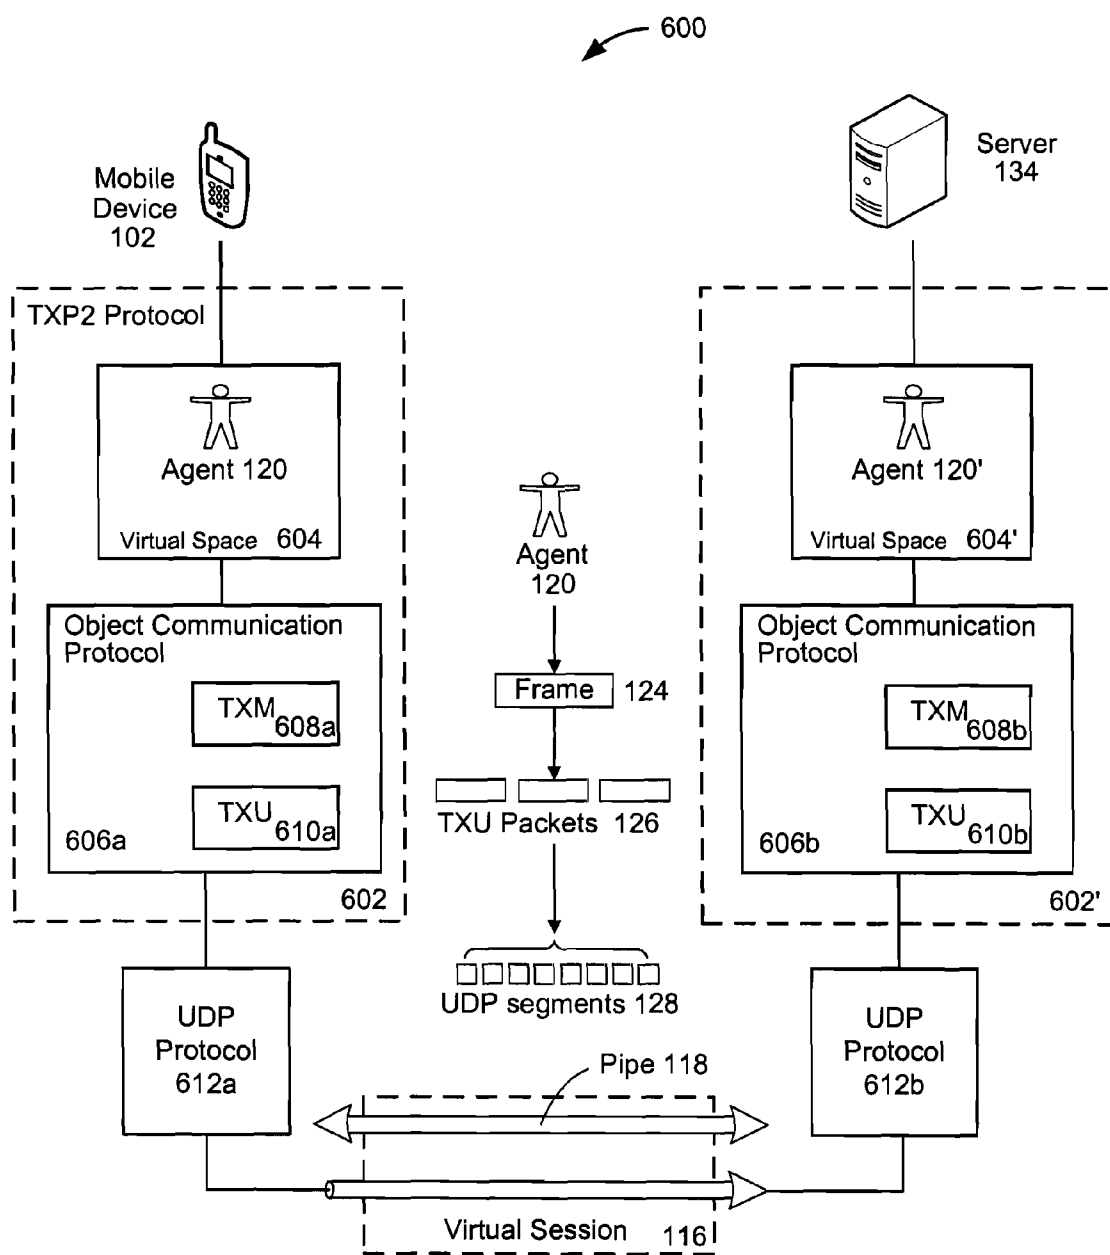 600
Mobile
Device
102
Server
134
TXP2 Protocol
Agent 120
Virtual Space 604
Object Communication
Protocol
TXM
608a
TXU
610a
606a
602
UDP
Protocol
612a
Agent
120
Frame 124
TXU Packets 126
UDP segments 128
Pipe 118
Virtual Session 116
Agent 120'
Virtual Space 604'
Object Communication
Protocol
TXM
608b
TXU
610b
606b
602'
UDP
Protocol
612b